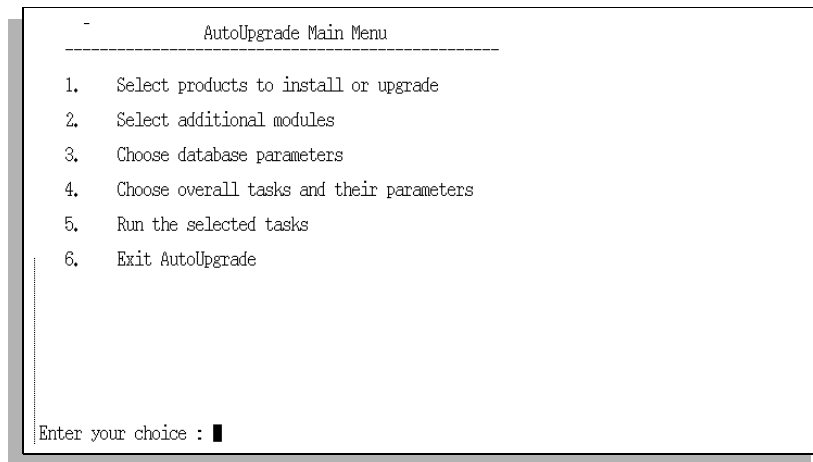 AutoUpgrade Main Menu
--------------------------------------------------
1. Select products to install or upgrade
2. Select additional modules
3. Choose database parameters
4. Choose overall tasks and their parameters
5. Run the selected tasks
6. Exit AutoUpgrade
Enter your choice :